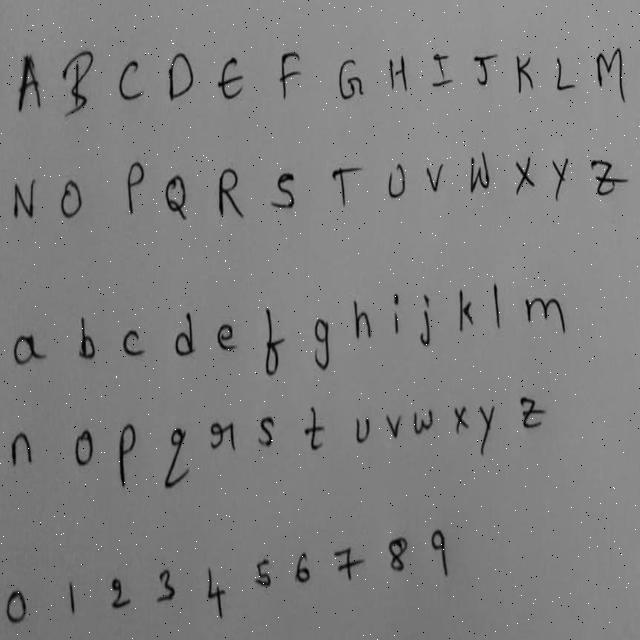 A B C D E F G H I J K L M
N O P Q R S T U V W X Y Z
a b c d e f g h i j k l m
n o p q r s t u v w x y z
0 1 2 3 4 5 6 7 8 9